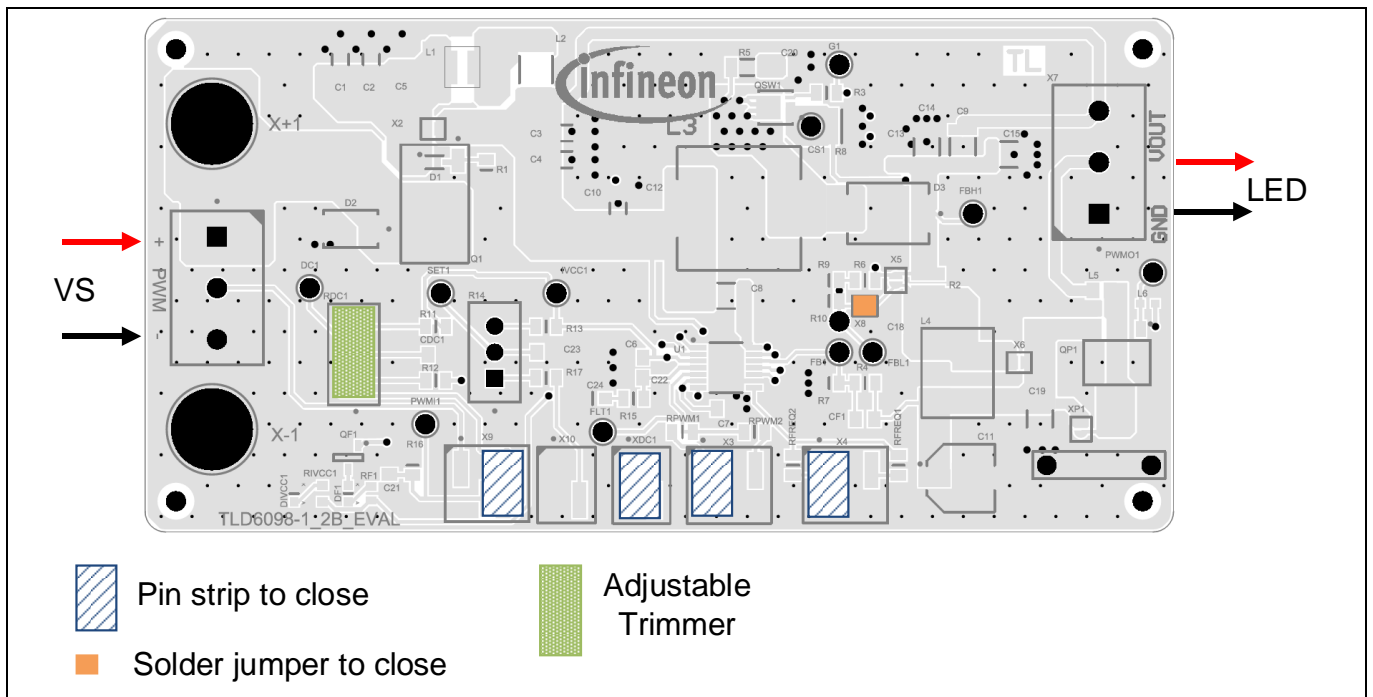 L1
L2
C1
C2
C5
infineon
R5
C20
G1
TL
X7
QSW1
R3
X+1
X2
C3
L3
CS1
R8
C13
C14
C9
C15
VOUT
C4
D1
R1
C10
C12
D3
FBH1
LED
D2
GND
+
PWM
-
VS
Q1
PWMO1
DC1
SET1
IVCC1
R9
R6
X5
R2
L5
L6
RDC1
R14
C8
R11
R13
R10
X8
C18
L4
CDC1
C23
C6
U1
X6
QP1
R12
R17
C22
FB1
FBL1
R4
C24
R15
R7
CF1
C19
PWMI1
FLT1
RPWM1
C7
RPWM2
RFREQ2
RFREQ1
XP1
X-1
QF1
R16
X9
X10
XDC1
X3
X4
C11
DIVCC1
RIVCC1
DF1
RF1
C21
TLD6098-1_2B_EVAL
Pin strip to close
Adjustable
Trimmer
Solder jumper to close